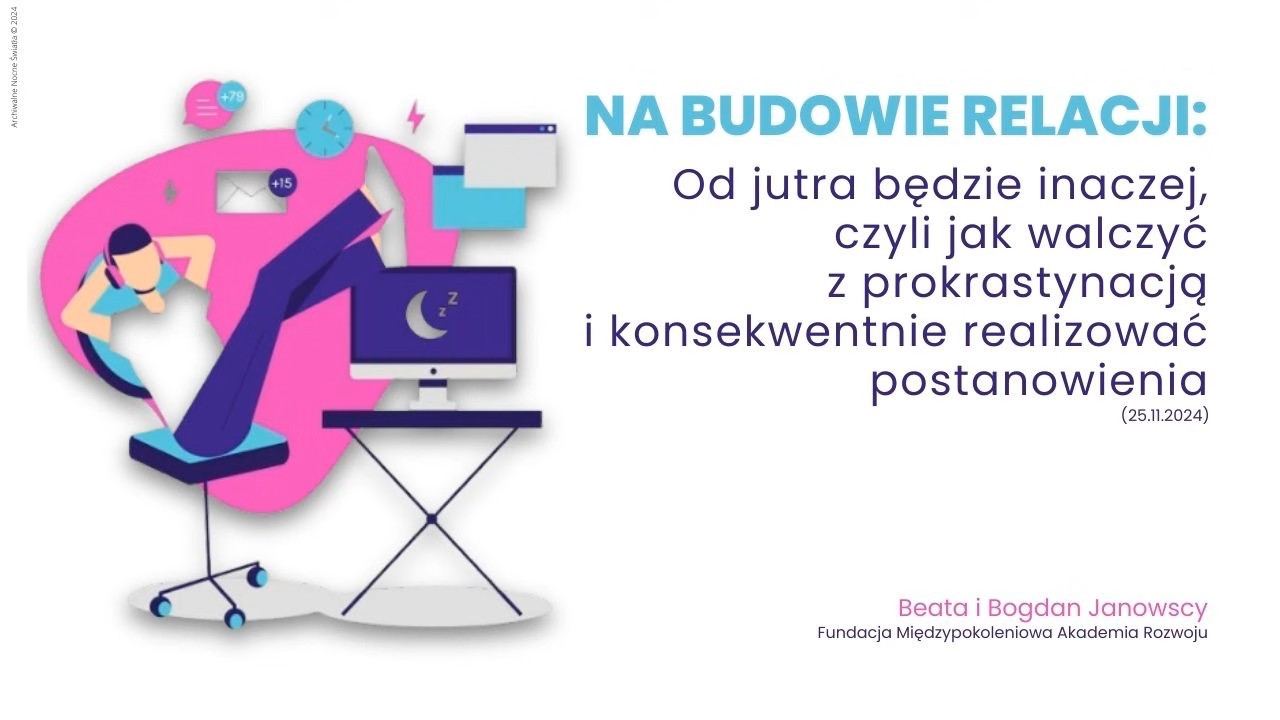 Archiwalne Nocne Światła © 2024
+79
+15
z
Z
NA BUDOWIE RELACJI:
Od jutra będzie inaczej,
czyli jak walczyć
z prokrastynacją
i konsekwentnie realizować
postanowienia
(25.11.2024)
Beata i Bogdan Janowscy
Fundacja Międzypokoleniowa Akademia Rozwoju